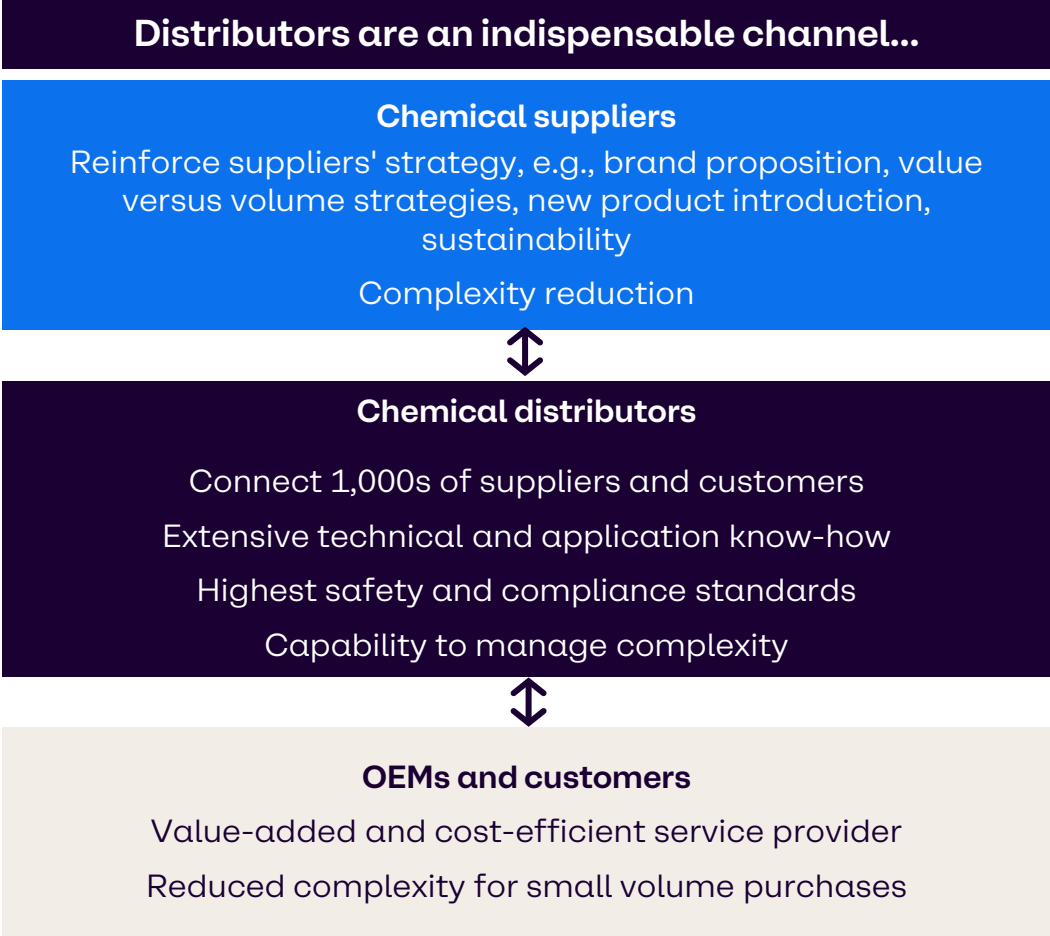 Distributors are an indispensable channel...
Chemical suppliers
Reinforce suppliers' strategy, e.g., brand proposition, value
versus volume strategies, new product introduction,
sustainability
Complexity reduction
Chemical distributors
Connect 1,000s of suppliers and customers
Extensive technical and application know-how
Highest safety and compliance standards
Capability to manage complexity
OEMs and customers
Value-added and cost-efficient service provider
Reduced complexity for small volume purchases